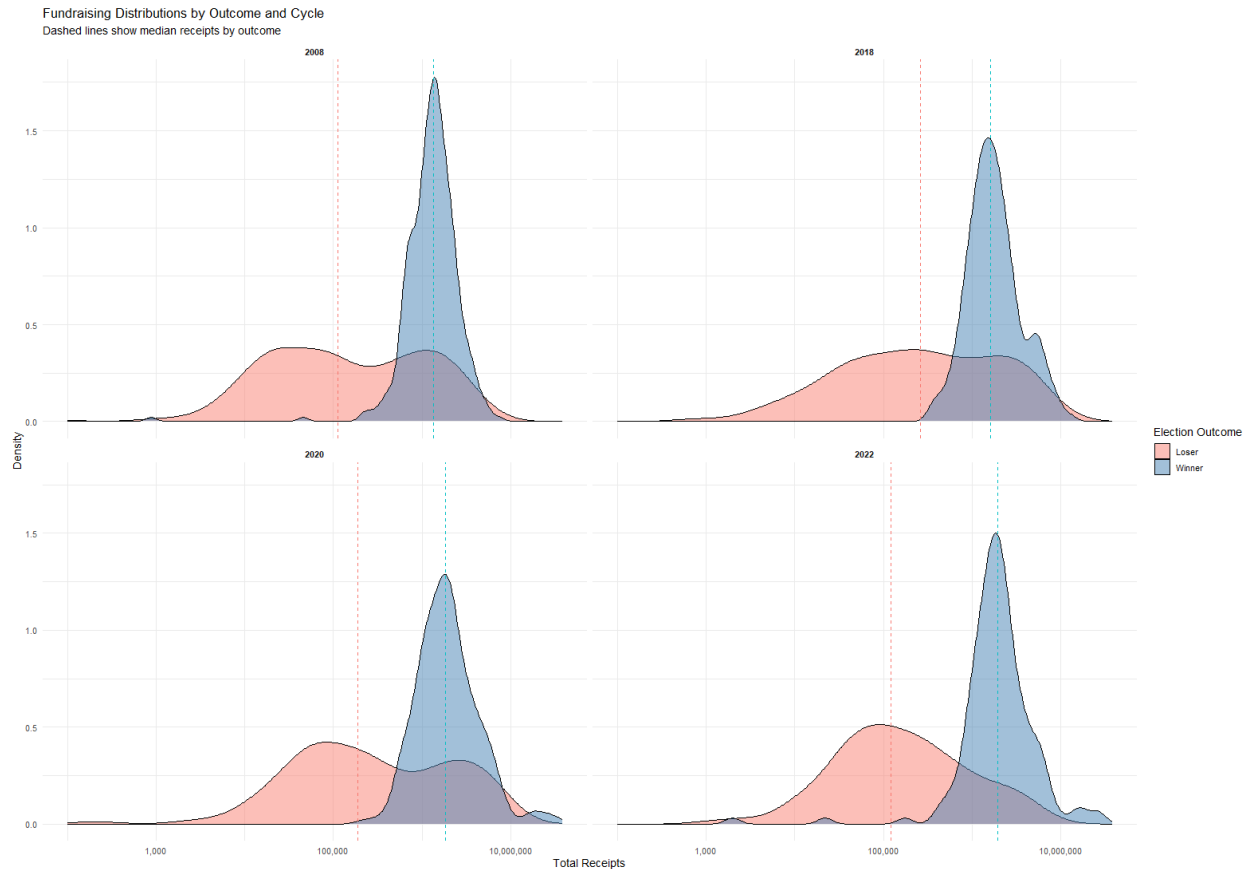 Fundraising Distributions by Outcome and Cycle
Dashed lines show median receipts by outcome
2008
2018
1.5
1.0
0.5
0.0
2020
2022
1.5
1.0
0.5
0.0
Density
1,000
100,000
10,000,000
1,000
100,000
10,000,000
Total Receipts
Election Outcome
Loser
Winner